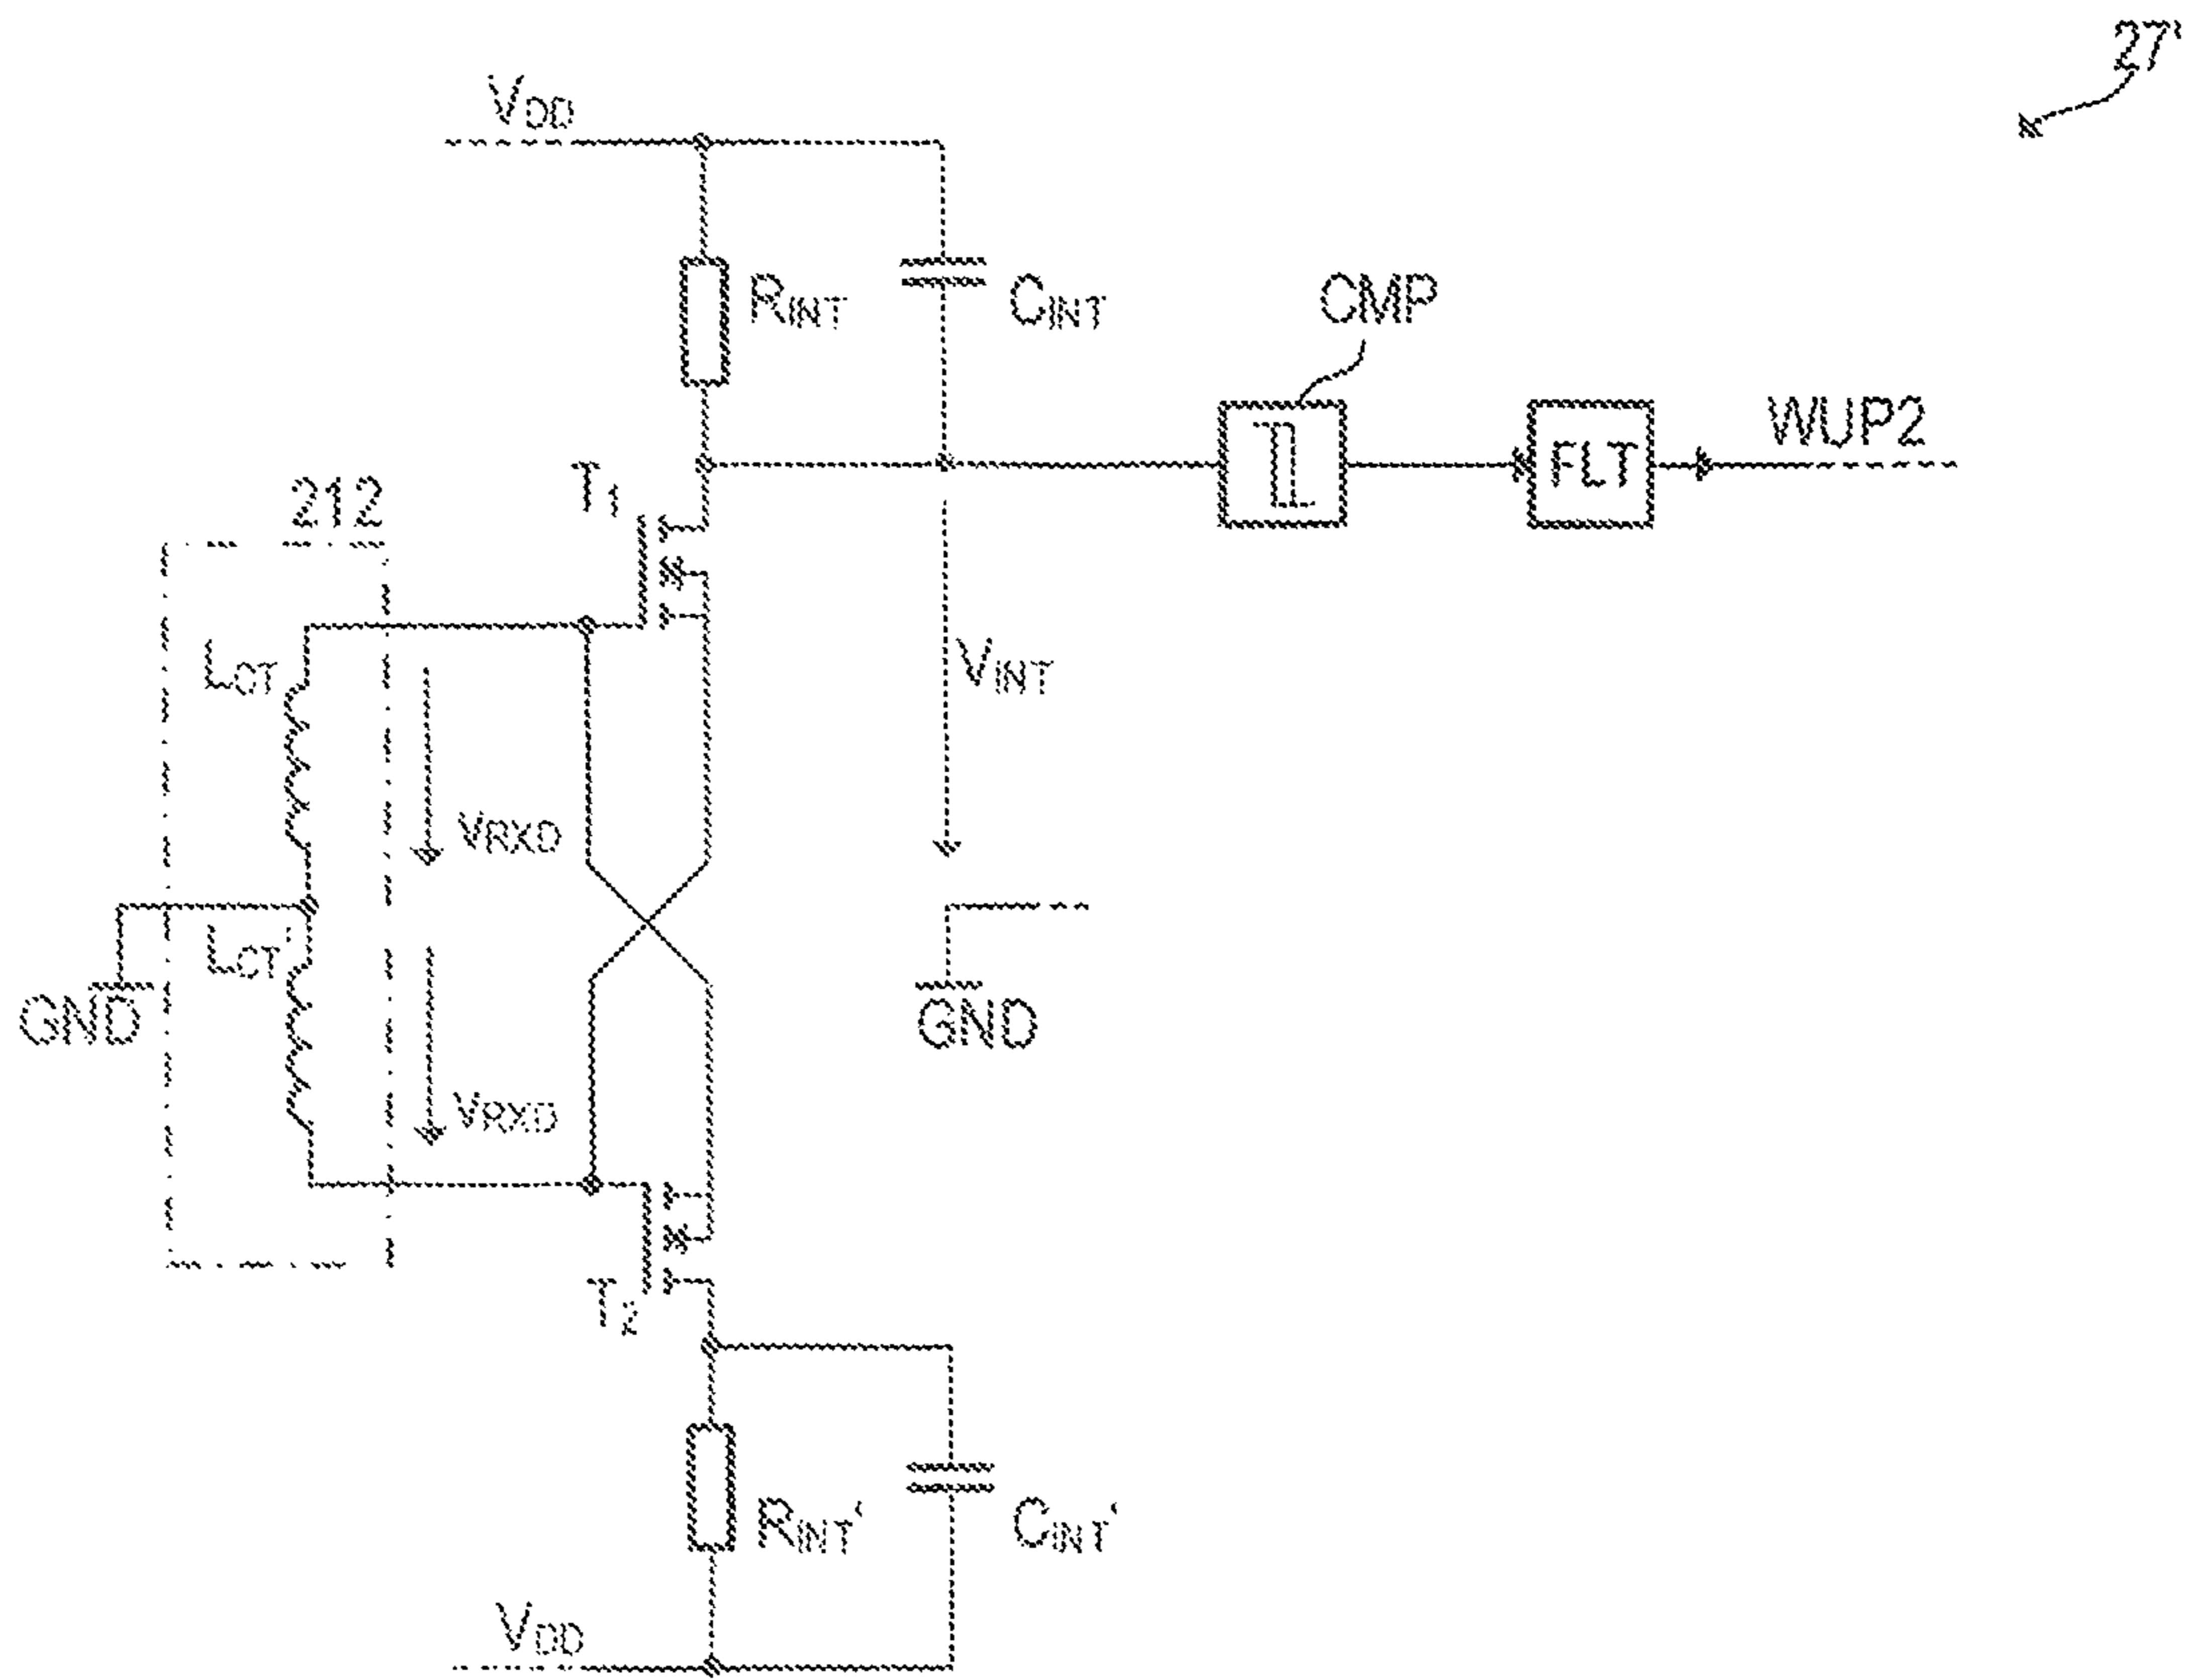 27'
VDD
RINT
CINT
CMP
FLT
WUP2
T1
212
LCT
VRXD
VINT
GND
LCT'
GND
VRXD
T2
RINT'
CINT'
VDD